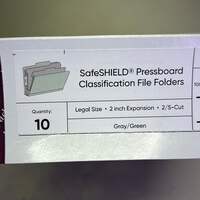 SafeSHIELD® Pressboard
Classification File Folders
Quantity:
10
Legal Size • 2 inch Expansion • 2/5-Cut
Gray/Green